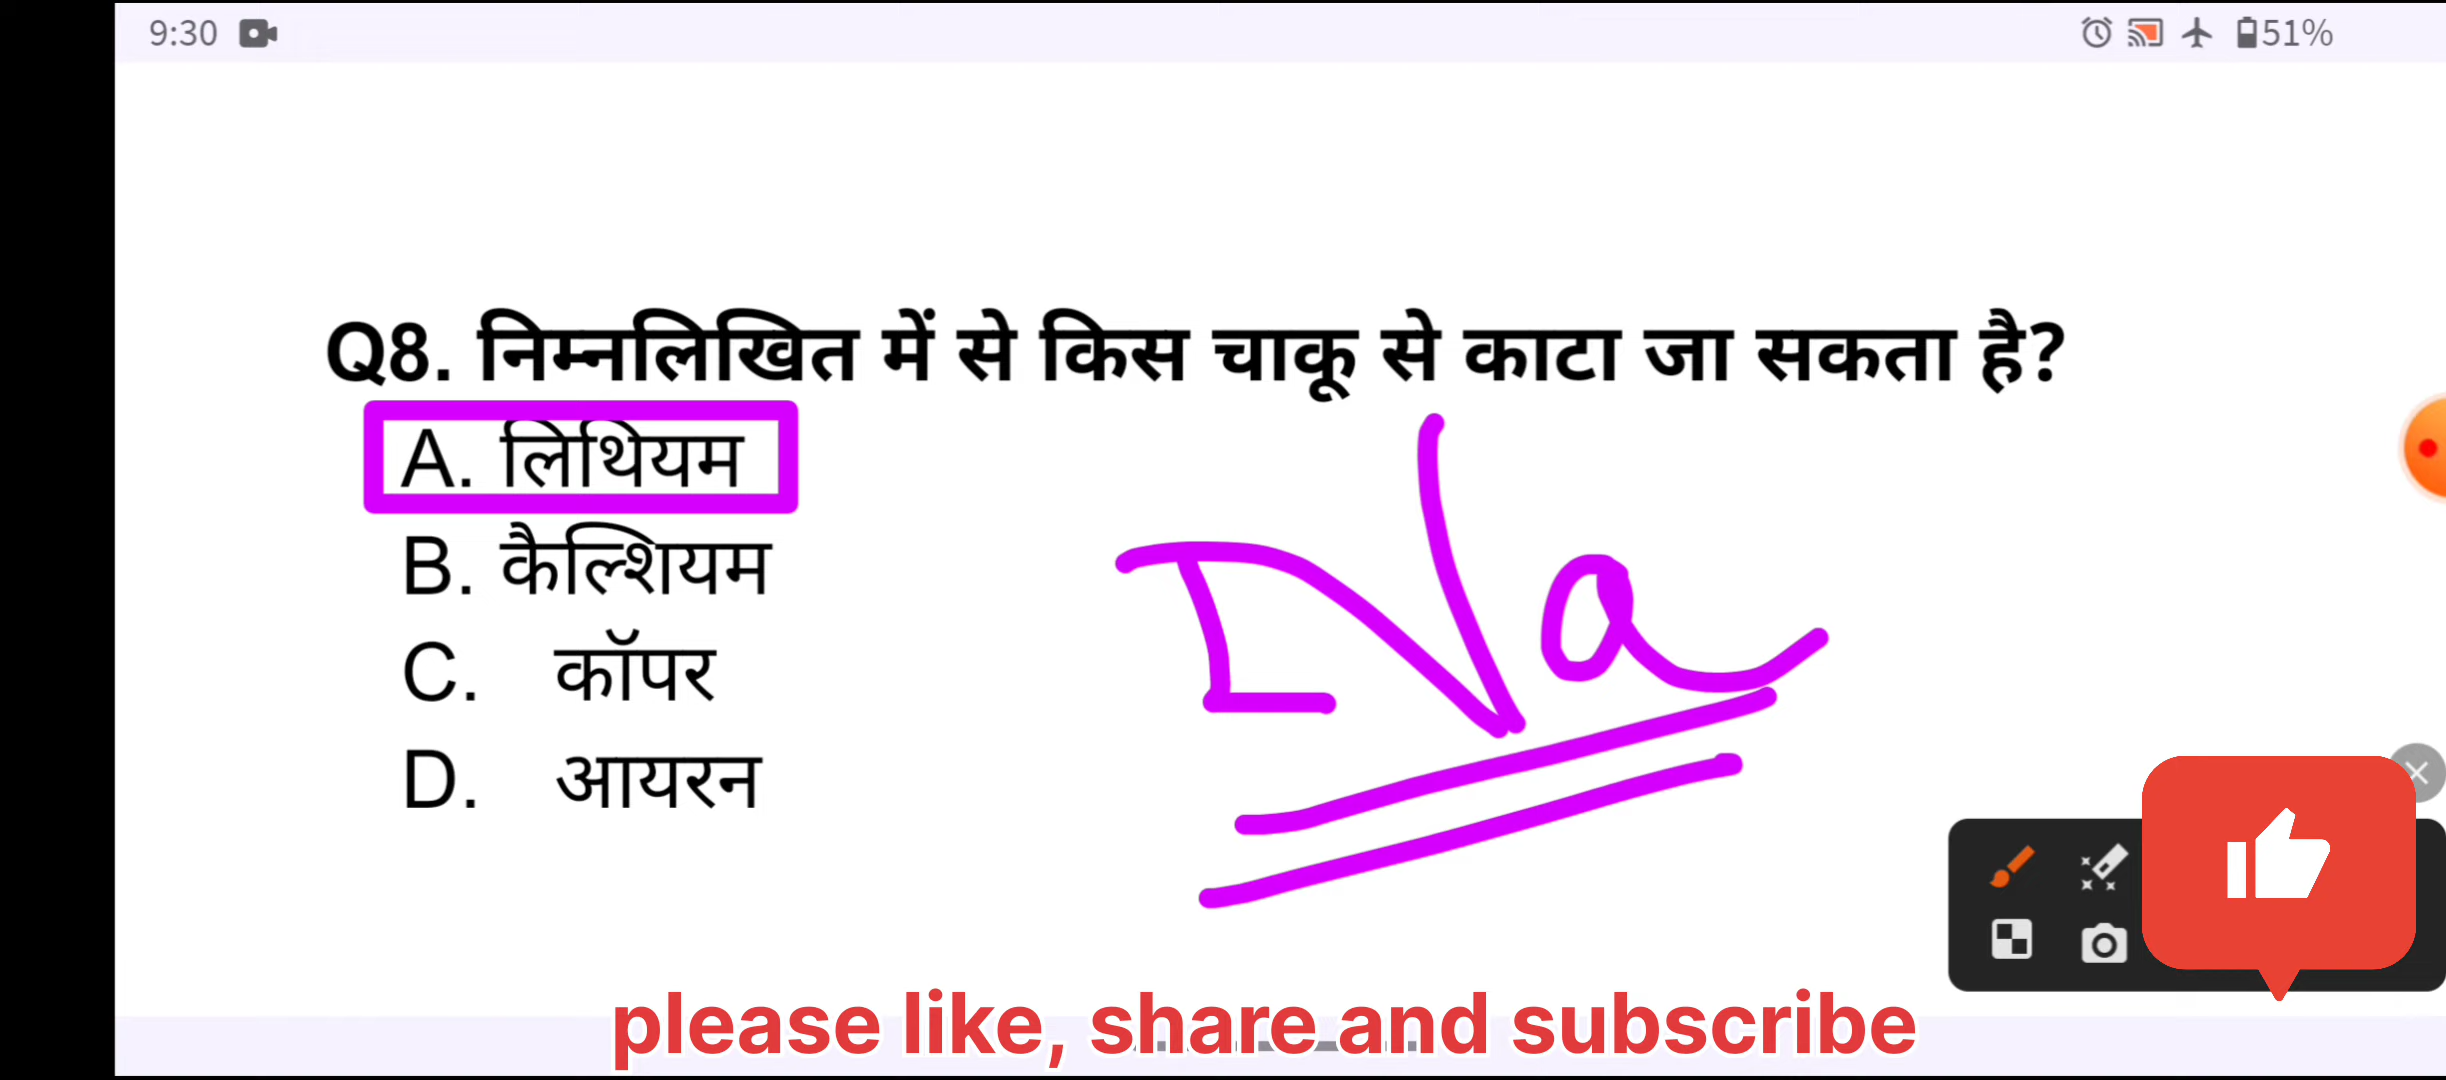 9:30 51%
Q8. निम्नलिखित में से किस चाकू से काटा जा सकता है?
A. लिथियम
B. कैल्शियम
C. कॉपर
D. आयरन
Na
please like, share and subscribe